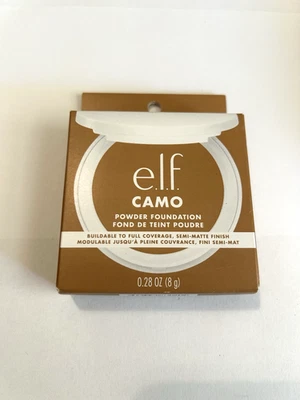 e.l.f.
CAMO
POWDER FOUNDATION
FOND DE TEINT POUDRE
BUILDABLE TO FULL COVERAGE, SEMI-MATTE FINISH
MODULABLE JUSQU'À PLEINE COUVRANCE, FINI SEMI-MAT
0.28 OZ (8 g)